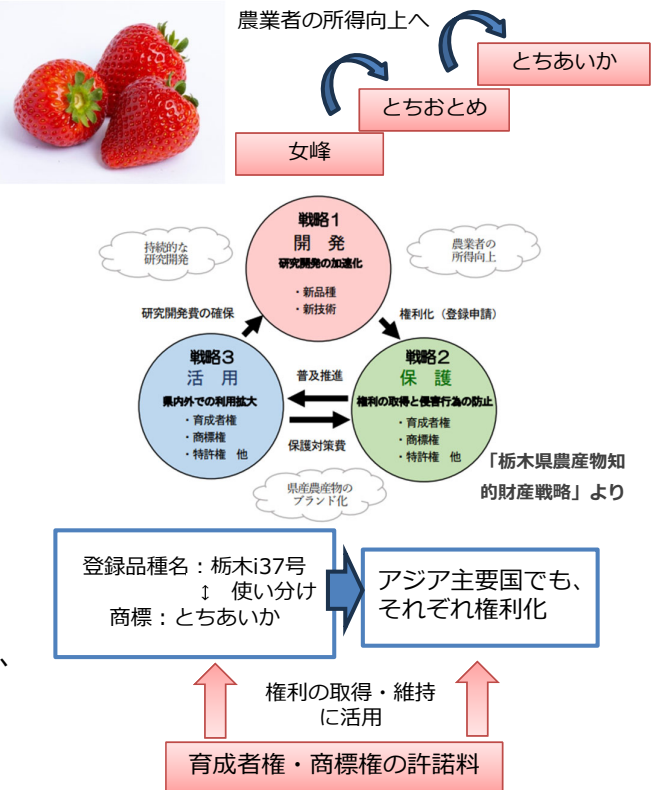 農業者の所得向上へ
とちあいか
とちおとめ
女峰
戦略1
開 発
研究開発の加速化
・新品種
・新技術
持続的な
研究開発
農業者の
所得向上
研究開発費の確保
権利化（登録申請）
戦略3
活 用
県内外での利用拡大
・育成者権
・商標権
・特許権 他
普及推進
保護対策費
戦略2
保 護
権利の取得と侵害行為の防止
・育成者権
・商標権
・特許権 他
県産農産物の
ブランド化
「栃木県農産物知
的財産戦略」より
登録品種名：栃木i37号
↕ 使い分け
商標：とちあいか
アジア主要国でも、
それぞれ権利化
、
権利の取得・維持
に活用
育成者権・商標権の許諾料